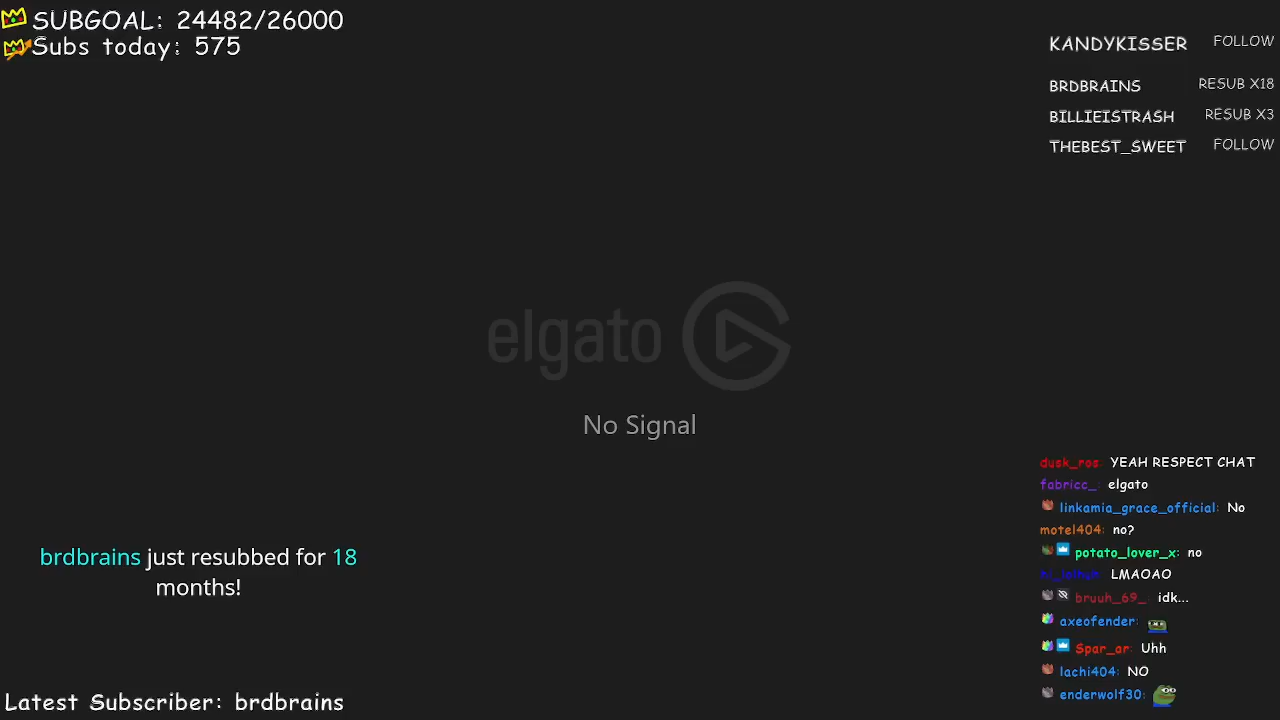 SUBGOAL: 24482/26000
Subs today: 575
KANDYKISSER FOLLOW
BRDBRAINS RESUB X18
BILLIEISTRASH RESUB X3
THEBEST_SWEET FOLLOW
elgato
No Signal
dusk_ros: YEAH RESPECT CHAT
fabricc_: elgato
linkamia_grace_official: No
motel404: no?
potato_lover_x: no
LMAOAO
bruuh_69_: idk...
axeofender:
Spar_ar: Uhh
lachi404: NO
enderwolf30:
brdbrains just resubbed for 18
months!
Latest Subscriber: brdbrains